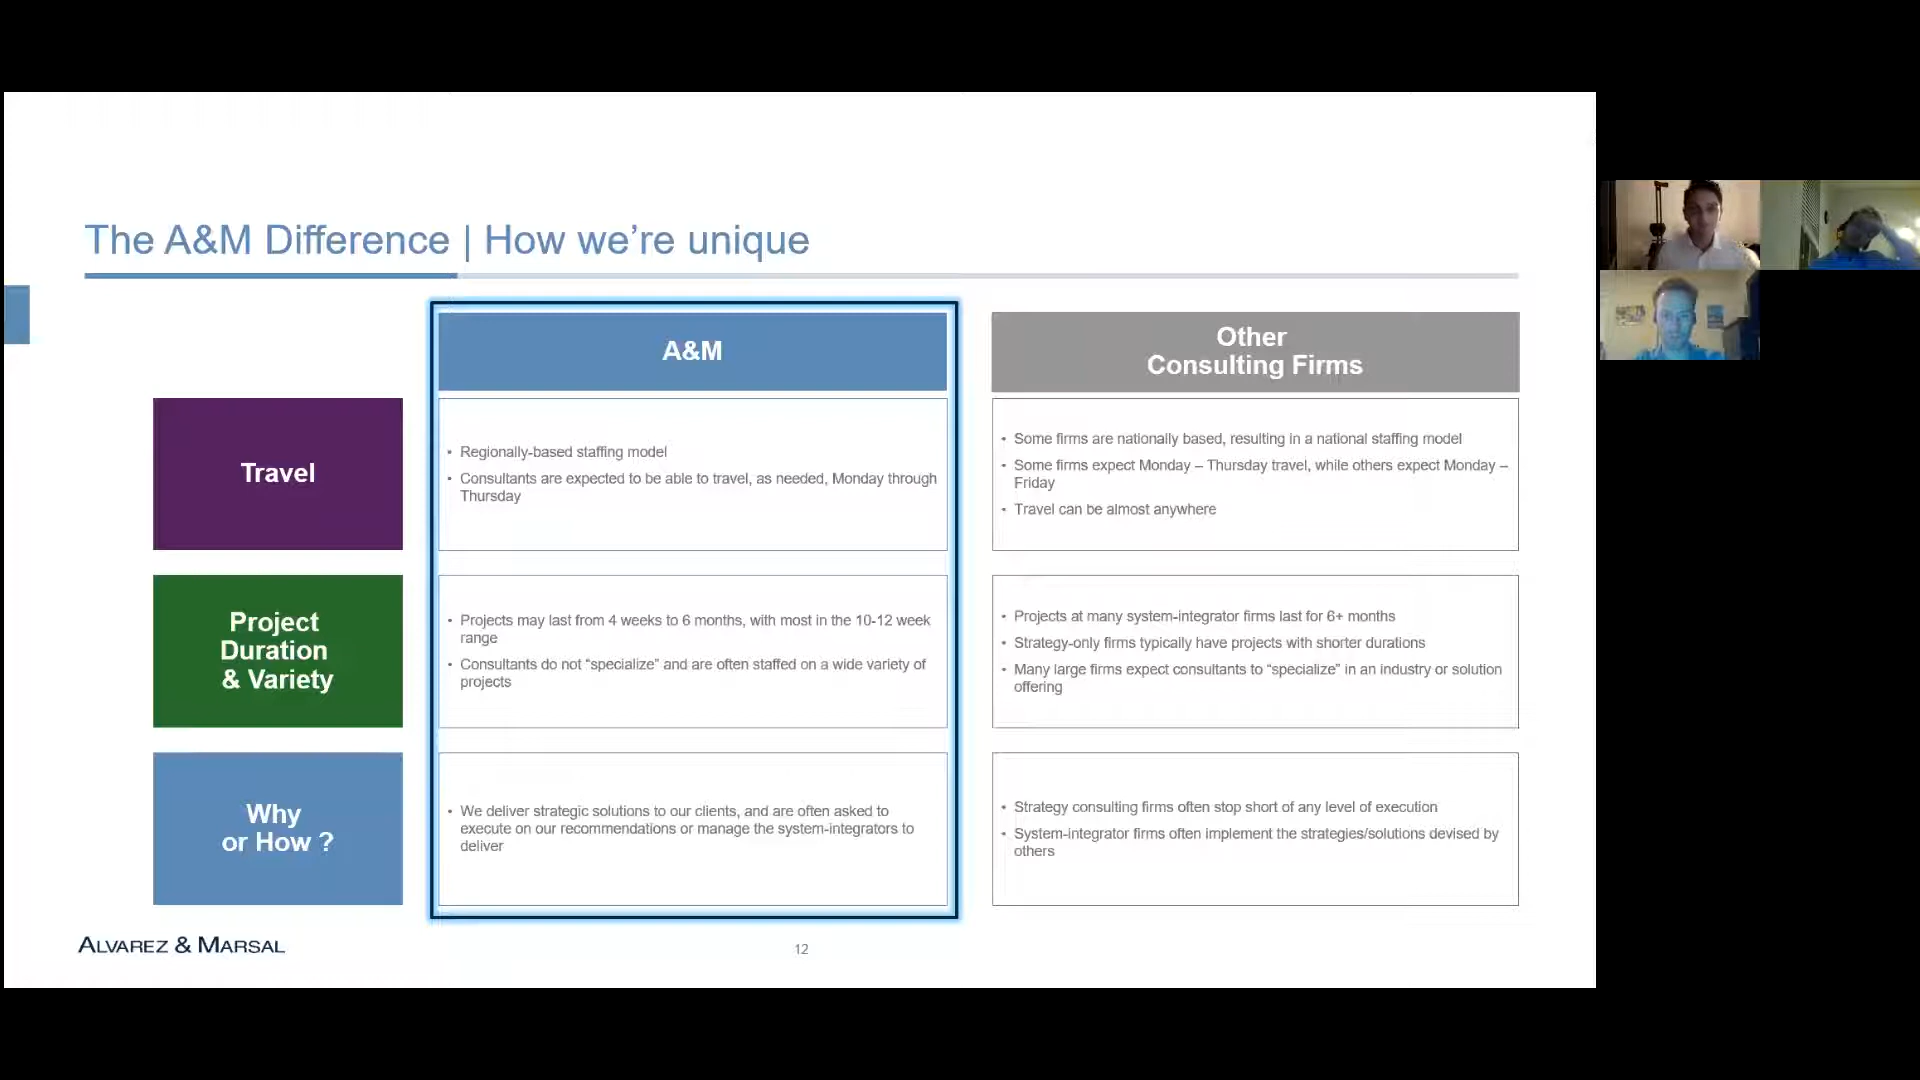 The A&M Difference | How we’re unique
A&M
Other
Consulting Firms
Travel
• Regionally-based staffing model
• Consultants are expected to be able to travel, as needed, Monday through
Thursday
• Some firms are nationally based, resulting in a national staffing model
• Some firms expect Monday – Thursday travel, while others expect Monday –
Friday
• Travel can be almost anywhere
Project
Duration
& Variety
• Projects may last from 4 weeks to 6 months, with most in the 10-12 week
range
• Consultants do not “specialize” and are often staffed on a wide variety of
projects
• Projects at many system-integrator firms last for 6+ months
• Strategy-only firms typically have projects with shorter durations
• Many large firms expect consultants to “specialize” in an industry or solution
offering
Why
or How ?
• We deliver strategic solutions to our clients, and are often asked to
execute on our recommendations or manage the system-integrators to
deliver
• Strategy consulting firms often stop short of any level of execution
• System-integrator firms often implement the strategies/solutions devised by
others
ALVAREZ & MARSAL
12